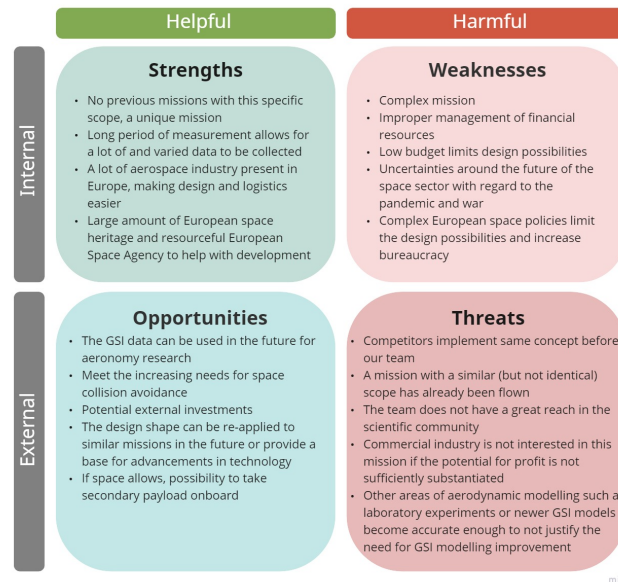 Helpful
Harmful
Internal
Strengths
• No previous missions with this specific
scope, a unique mission
• Long period of measurement allows for
a lot of and varied data to be collected
• A lot of aerospace industry present in
Europe, making design and logistics
easier
• Large amount of European space
heritage and resourceful European
Space Agency to help with development
Weaknesses
• Complex mission
• Improper management of financial
resources
• Low budget limits design possibilities
• Uncertainties around the future of the
space sector with regard to the
pandemic and war
• Complex European space policies limit
the design possibilities and increase
bureaucracy
External
Opportunities
• The GSI data can be used in the future for
aeronomy research
• Meet the increasing needs for space
collision avoidance
• Potential external investments
• The design shape can be re-applied to
similar missions in the future or provide a
base for advancements in technology
• If space allows, possibility to take
secondary payload onboard
Threats
• Competitors implement same concept before
our team
• A mission with a similar (but not identical)
scope has already been flown
• The team does not have a great reach in the
scientific community
• Commercial industry is not interested in this
mission if the potential for profit is not
sufficiently substantiated
• Other areas of aerodynamic modelling such a
laboratory experiments or newer GSI models
become accurate enough to not justify the
need for GSI modelling improvement
m